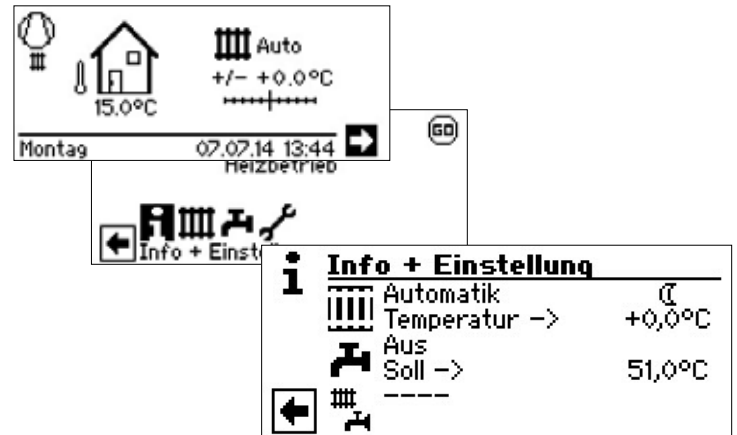 Auto
+/- +0.0°C
15.0°C
Montag 07.07.14 13:44
GO
Heizbetrieb
Info + Einst
Info + Einstellung
Automatik
Temperatur -> +0,0°C
Aus
Soll -> 51,0°C
----